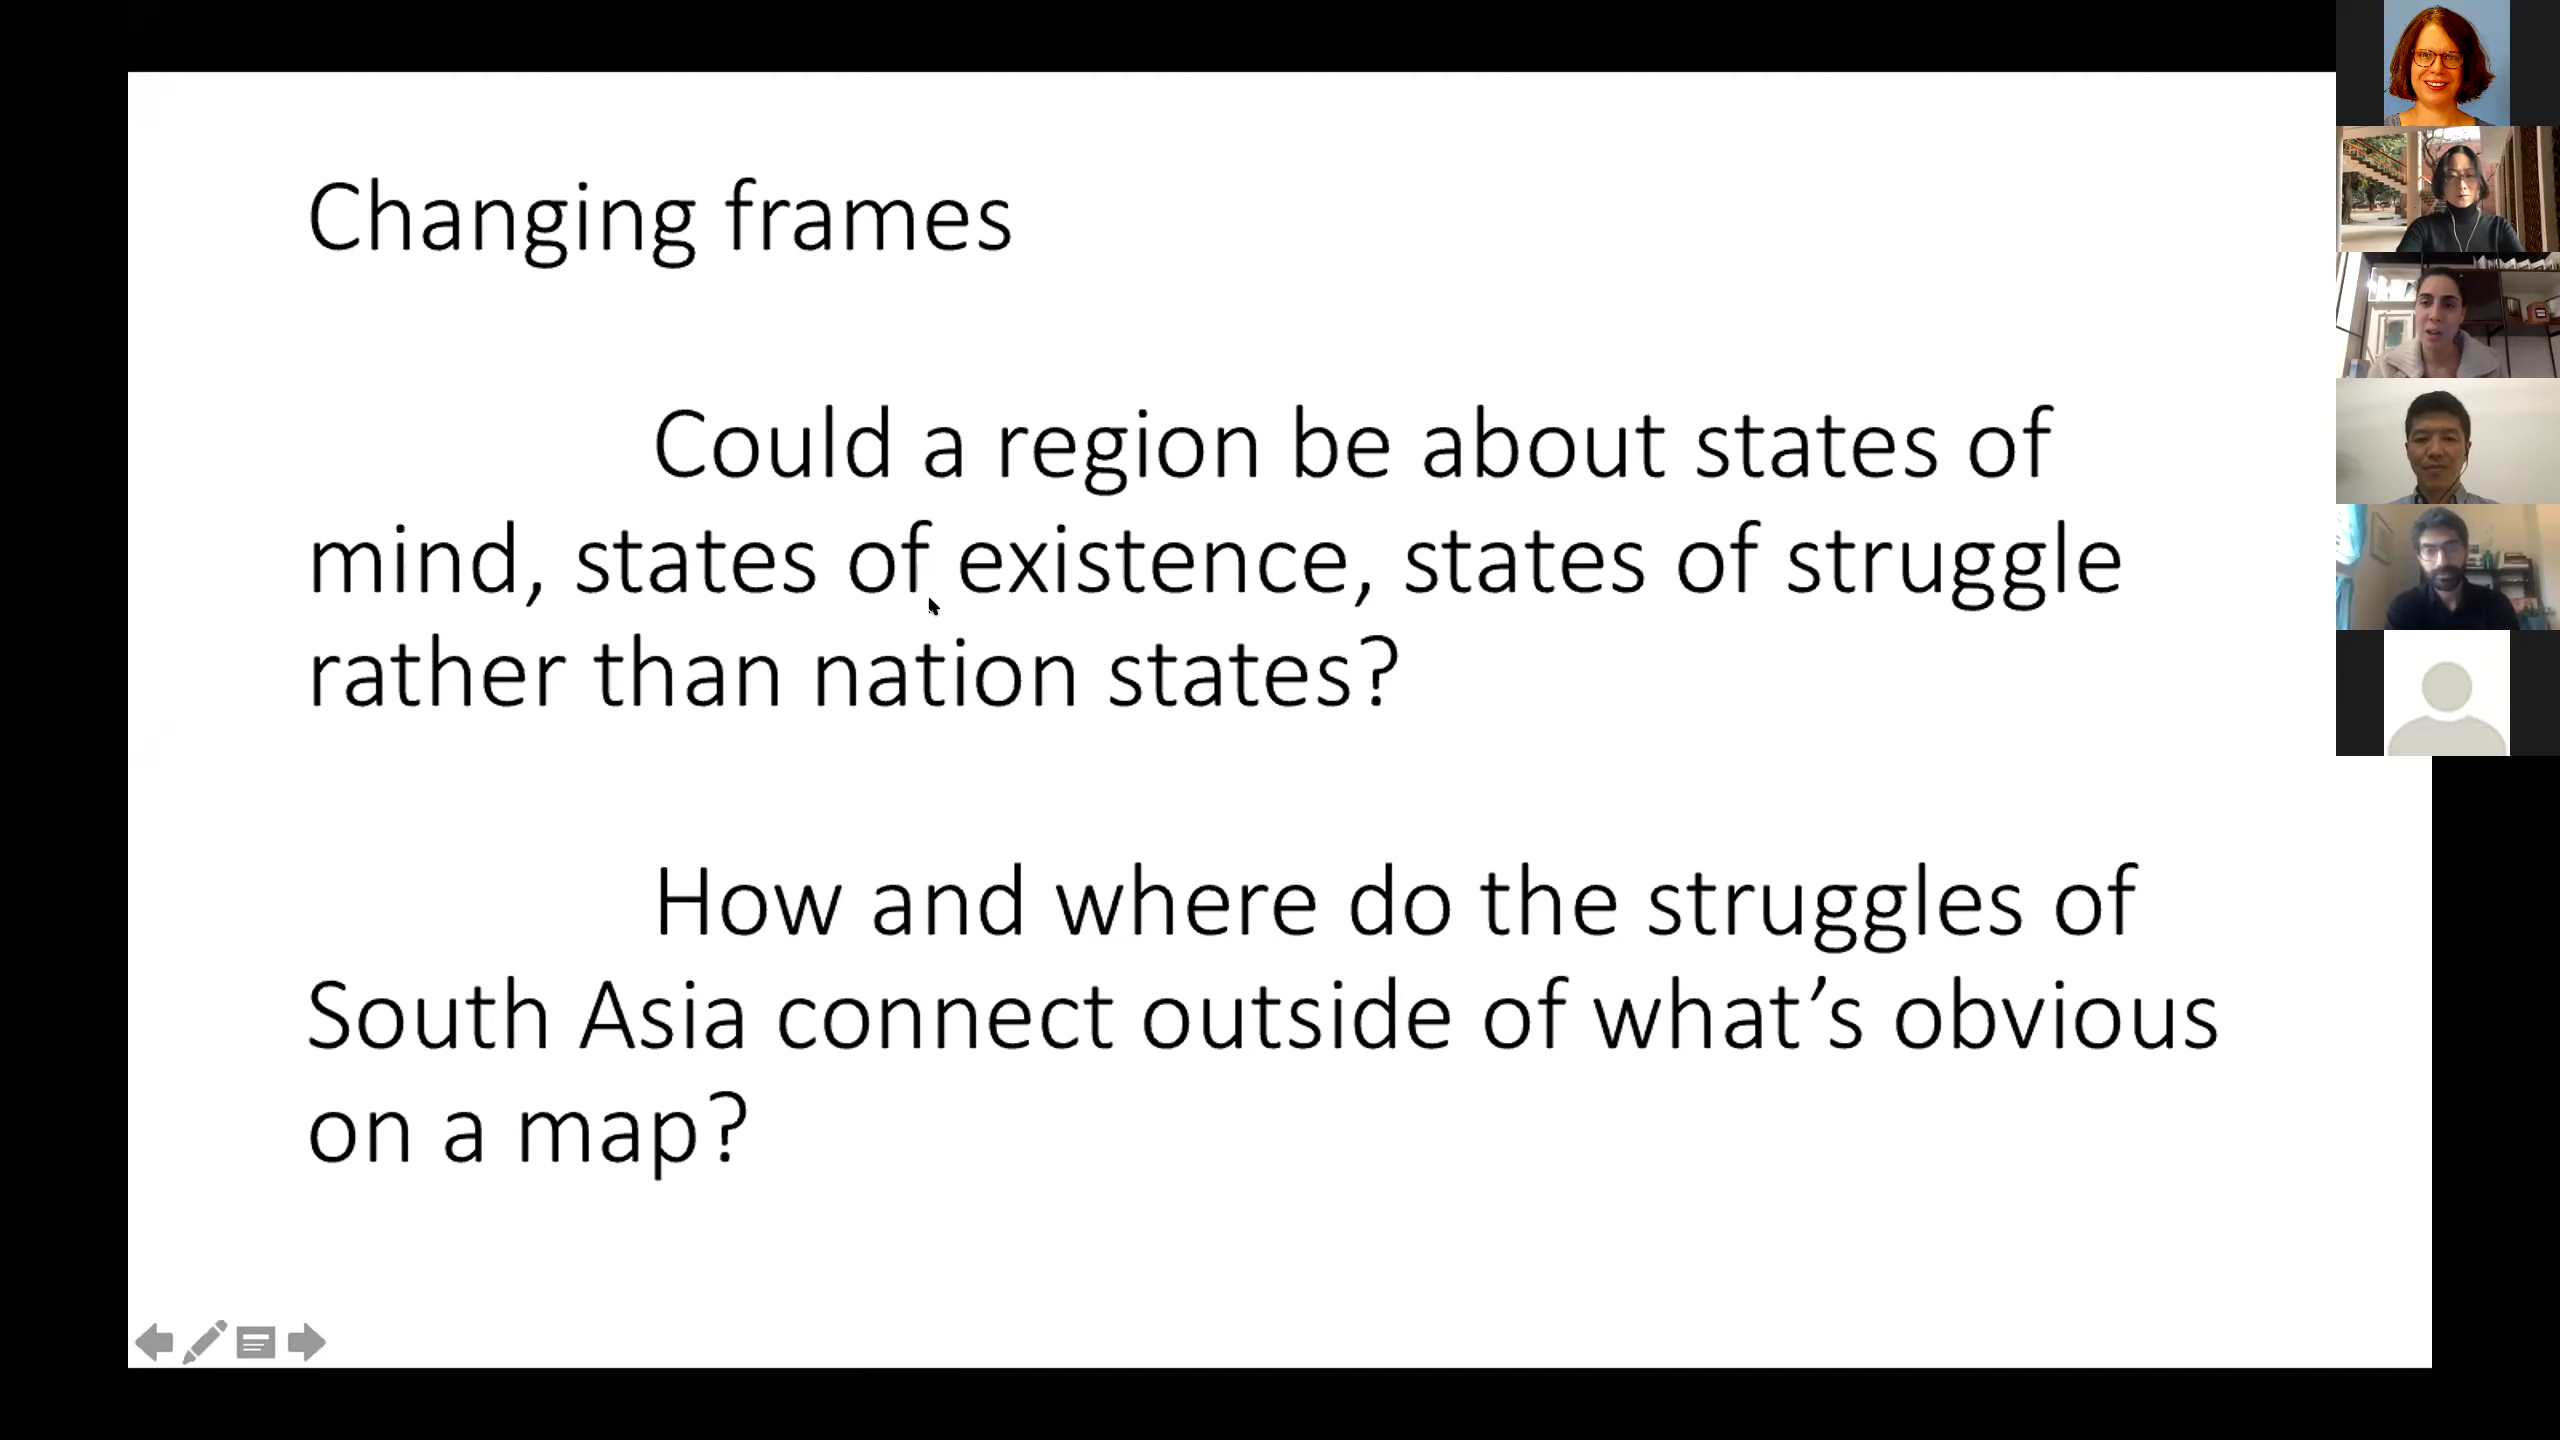 Changing frames
Could a region be about states of
mind, states of existence, states of struggle
rather than nation states?
How and where do the struggles of
South Asia connect outside of what’s obvious
on a map?